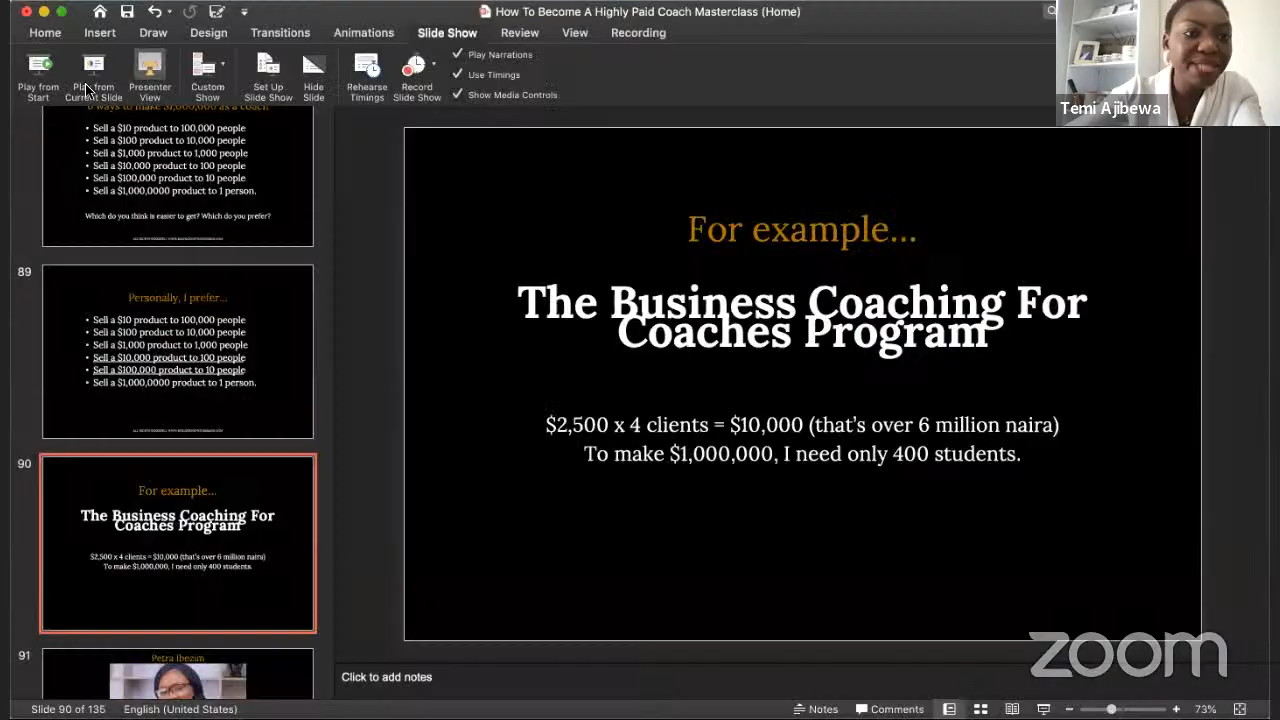 How To Become A Highly Paid Coach Masterclass (Home)
Home Insert Draw Design Transitions Animations Slide Show Review View Recording
Play from Start
Play from Current Slide
Presenter View
Custom Show
Set Up Slide Show
Hide Slide
Rehearse Timings
Record Slide Show
Play Narrations
Use Timings
Show Media Controls
Temi Ajibewa
6 ways to make $1,000,000 as a coach
• Sell a $10 product to 100,000 people
• Sell a $100 product to 10,000 people
• Sell a $1,000 product to 1,000 people
• Sell a $10,000 product to 100 people
• Sell a $100,000 product to 10 people
• Sell a $1,000,0000 product to 1 person.
Which do you think is easier to get? Which do you prefer?
89
Personally, I prefer...
• Sell a $10 product to 100,000 people
• Sell a $100 product to 10,000 people
• Sell a $1,000 product to 1,000 people
• Sell a $10,000 product to 100 people
• Sell a $100,000 product to 10 people
• Sell a $1,000,0000 product to 1 person.
90
For example...
The Business Coaching For
Coaches Program
$2,500 x 4 clients = $10,000 (that's over 6 million naira)
To make $1,000,000, I need only 400 students.
91
Petra Ibezim
For example...
The Business Coaching For
Coaches Program
$2,500 x 4 clients = $10,000 (that's over 6 million naira)
To make $1,000,000, I need only 400 students.
zoom
Click to add notes
Slide 90 of 135 English (United States) Notes Comments 73%